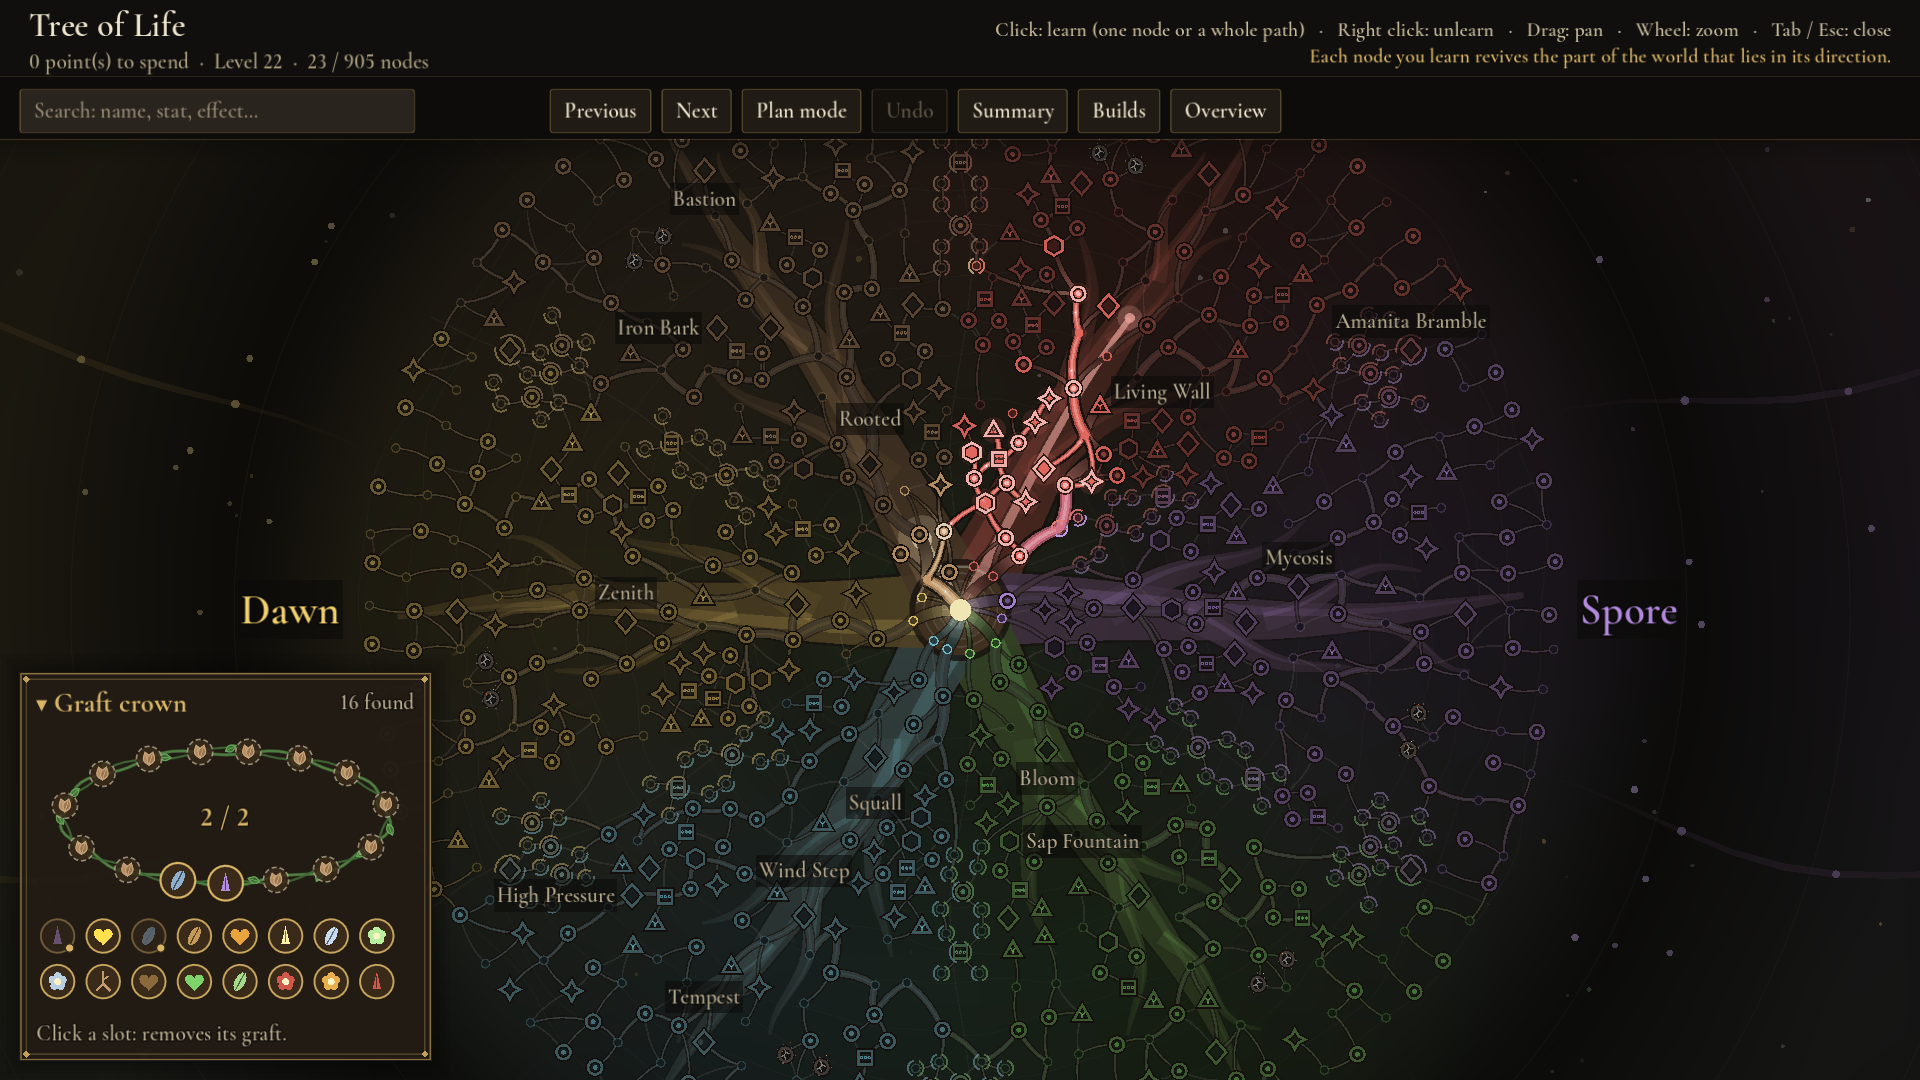 Tree of Life
0 point(s) to spend · Level 22 · 23 / 905 nodes
Click: learn (one node or a whole path) · Right click: unlearn · Drag: pan · Wheel: zoom · Tab / Esc: close
Each node you learn revives the part of the world that lies in its direction.
Search: name, stat, effect...
Previous
Next
Plan mode
Undo
Summary
Builds
Overview
Bastion
Iron Bark
Amanita Bramble
Living Wall
Rooted
Mycosis
Zenith
Dawn
Spore
Bloom
Squall
Sap Fountain
Wind Step
High Pressure
Tempest
▾ Graft crown
16 found
2 / 2
Click a slot: removes its graft.